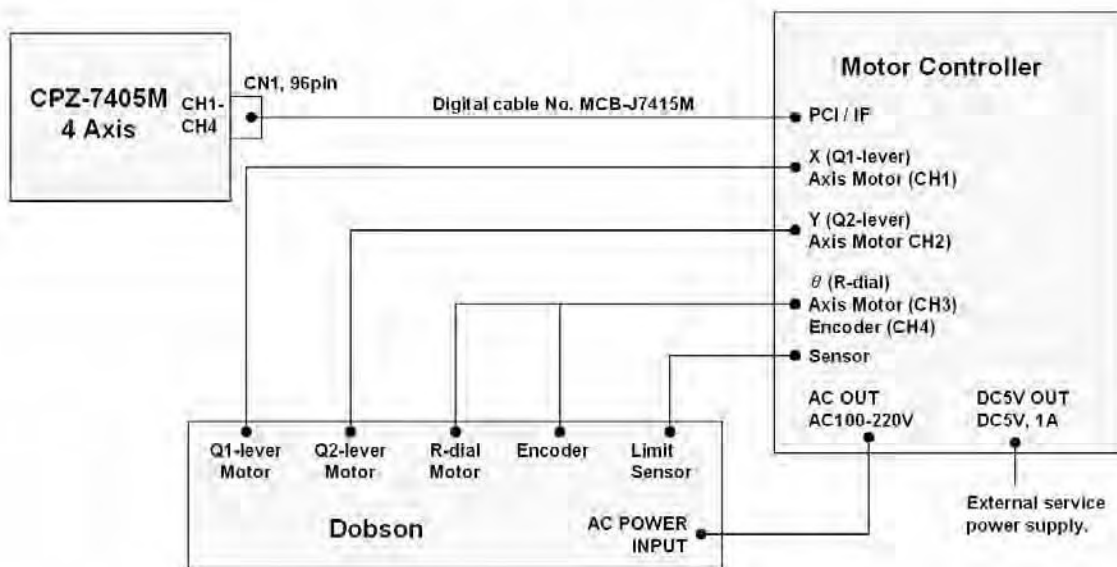 CPZ-7405M
4 Axis
CH1-
CH4
CN1, 96pin
Digital cable No. MCB-J7415M
Motor Controller
PCI / IF
X (Q1-lever)
Axis Motor (CH1)
Y (Q2-lever)
Axis Motor CH2)
θ (R-dial)
Axis Motor (CH3)
Encoder (CH4)
Sensor
AC OUT
AC100-220V
DC5V OUT
DC5V, 1A
External service
power supply.
Q1-lever
Motor
Q2-lever
Motor
R-dial
Motor
Encoder
Limit
Sensor
Dobson
AC POWER
INPUT